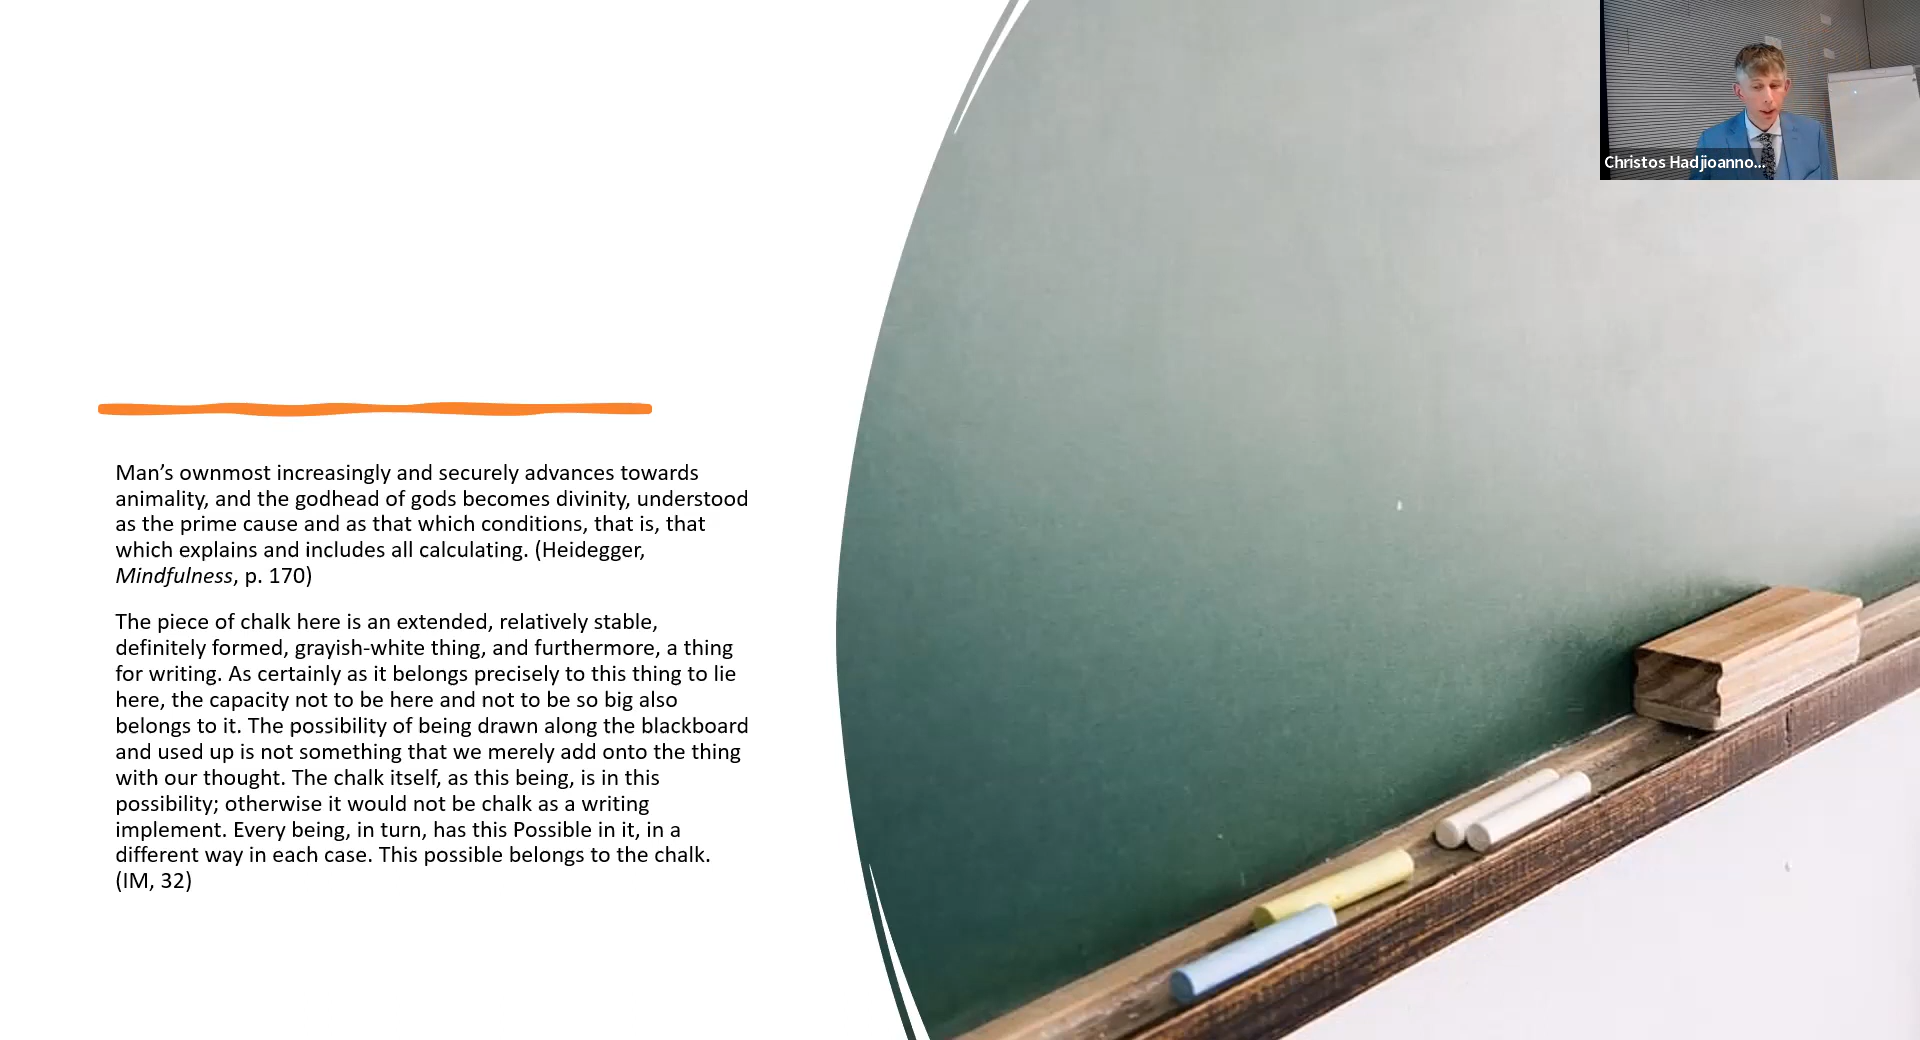 Christos Hadjioanno...
Man’s ownmost increasingly and securely advances towards
animality, and the godhead of gods becomes divinity, understood
as the prime cause and as that which conditions, that is, that
which explains and includes all calculating. (Heidegger,
Mindfulness, p. 170)
The piece of chalk here is an extended, relatively stable,
definitely formed, grayish-white thing, and furthermore, a thing
for writing. As certainly as it belongs precisely to this thing to lie
here, the capacity not to be here and not to be so big also
belongs to it. The possibility of being drawn along the blackboard
and used up is not something that we merely add onto the thing
with our thought. The chalk itself, as this being, is in this
possibility; otherwise it would not be chalk as a writing
implement. Every being, in turn, has this Possible in it, in a
different way in each case. This possible belongs to the chalk.
(IM, 32)